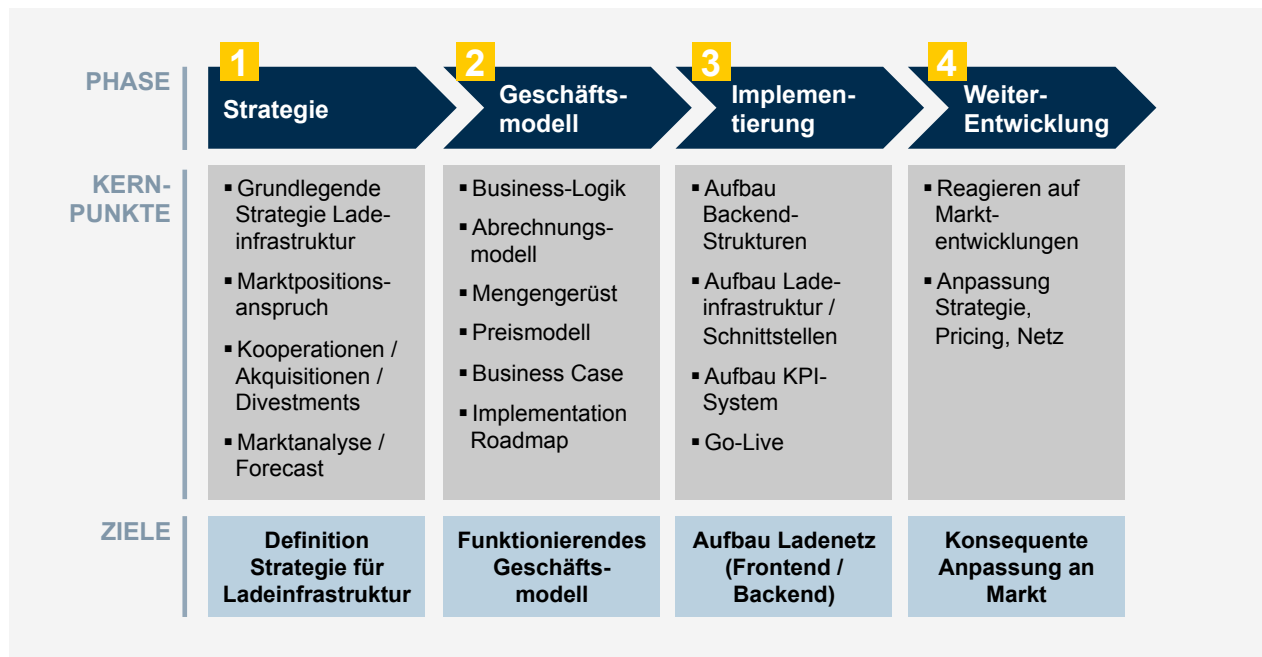 PHASE
1
Strategie
2
Geschäfts-
modell
3
Implemen-
tierung
4
Weiter-
Entwicklung
KERN-
PUNKTE
▪ Grundlegende
Strategie Lade-
infrastruktur
▪ Marktpositions-
anspruch
▪ Kooperationen /
Akquisitionen /
Divestments
▪ Marktanalyse /
Forecast
▪ Business-Logik
▪ Abrechnungs-
modell
▪ Mengengerüst
▪ Preismodell
▪ Business Case
▪ Implementation
Roadmap
▪ Aufbau
Backend-
Strukturen
▪ Aufbau Lade-
infrastruktur /
Schnittstellen
▪ Aufbau KPI-
System
▪ Go-Live
▪ Reagieren auf
Markt-
entwicklungen
▪ Anpassung
Strategie,
Pricing, Netz
ZIELE
Definition
Strategie für
Ladeinfrastruktur
Funktionierendes
Geschäfts-
modell
Aufbau Ladenetz
(Frontend /
Backend)
Konsequente
Anpassung an
Markt